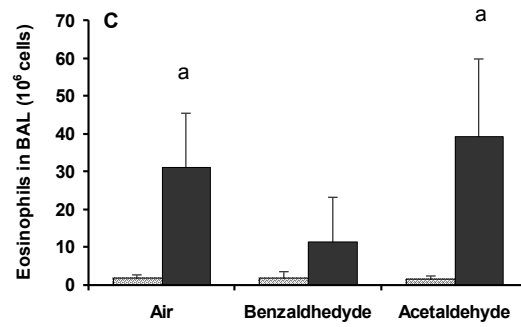 C
Eosinophils in BAL (10⁶ cells)
70
60
50
40
30
20
10
0
a
a
Air
Benzaldhedyde
Acetaldehyde